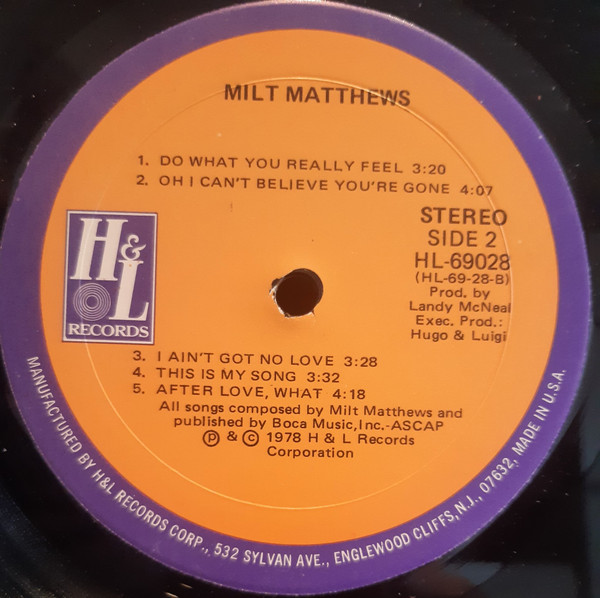 MILT MATTHEWS
1. DO WHAT YOU REALLY FEEL 3:20
2. OH I CAN'T BELIEVE YOU'RE GONE 4:07
H&L
RECORDS
STEREO
SIDE 2
HL-69028
(HL-69-28-B)
Prod. by
Landy McNeal
Exec. Prod.:
Hugo & Luigi
3. I AIN'T GOT NO LOVE 3:28
4. THIS IS MY SONG 3:32
5. AFTER LOVE, WHAT 4:18
All songs composed by Milt Matthews and
published by Boca Music, Inc.-ASCAP
Ⓟ & © 1978 H & L Records
Corporation
MANUFACTURED BY H&L RECORDS CORP., 532 SYLVAN AVE., ENGLEWOOD CLIFFS, N.J., 07632, MADE IN U.S.A.